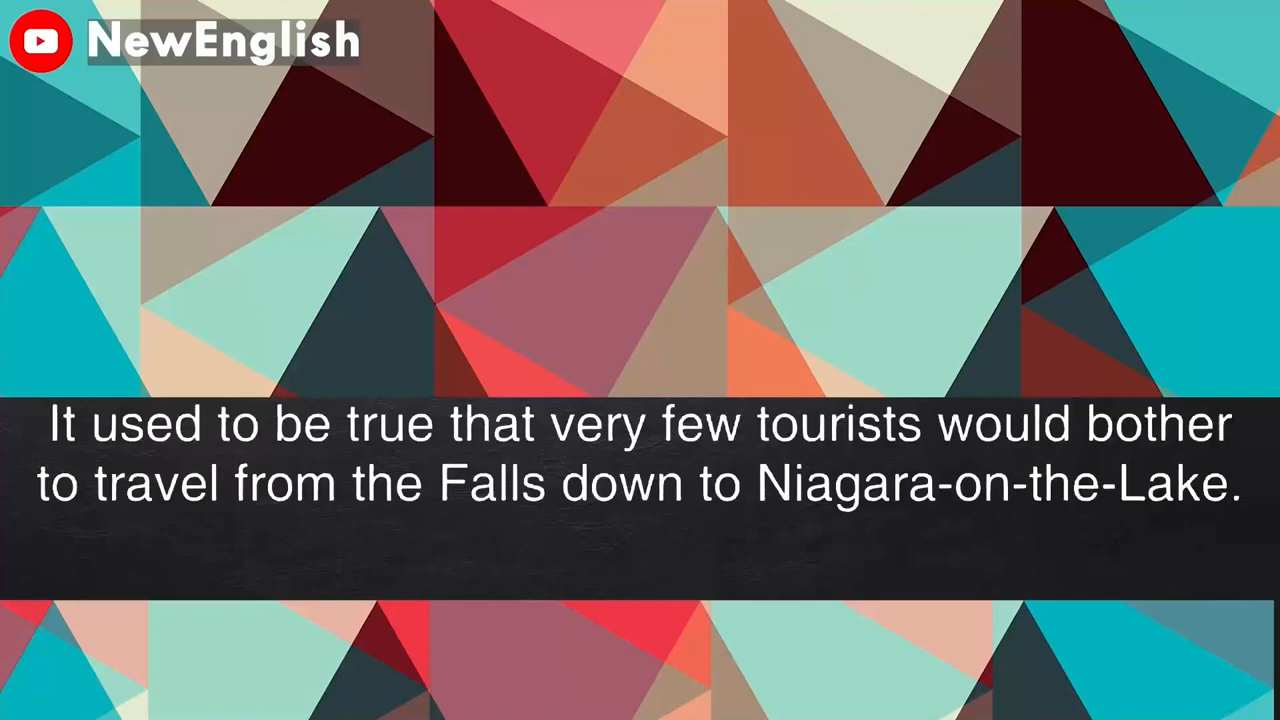 NewEnglish
It used to be true that very few tourists would bother
to travel from the Falls down to Niagara-on-the-Lake.